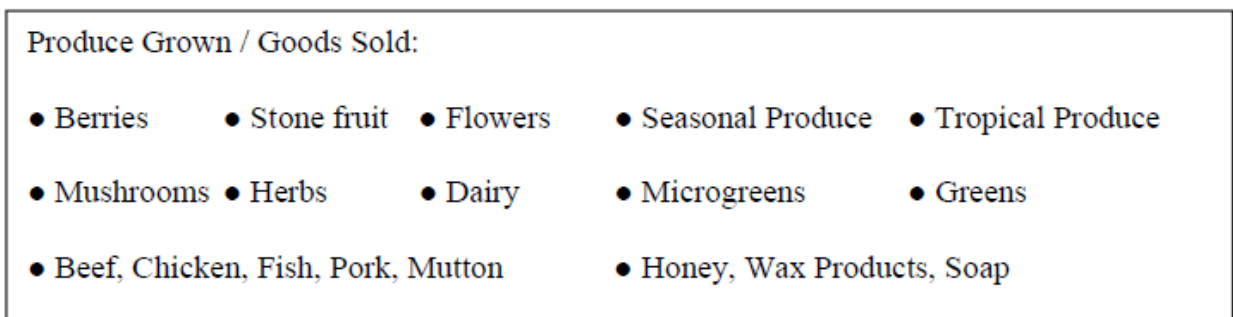 Produce Grown / Goods Sold:
● Berries ● Stone fruit ● Flowers ● Seasonal Produce ● Tropical Produce
● Mushrooms ● Herbs ● Dairy ● Microgreens ● Greens
● Beef, Chicken, Fish, Pork, Mutton ● Honey, Wax Products, Soap